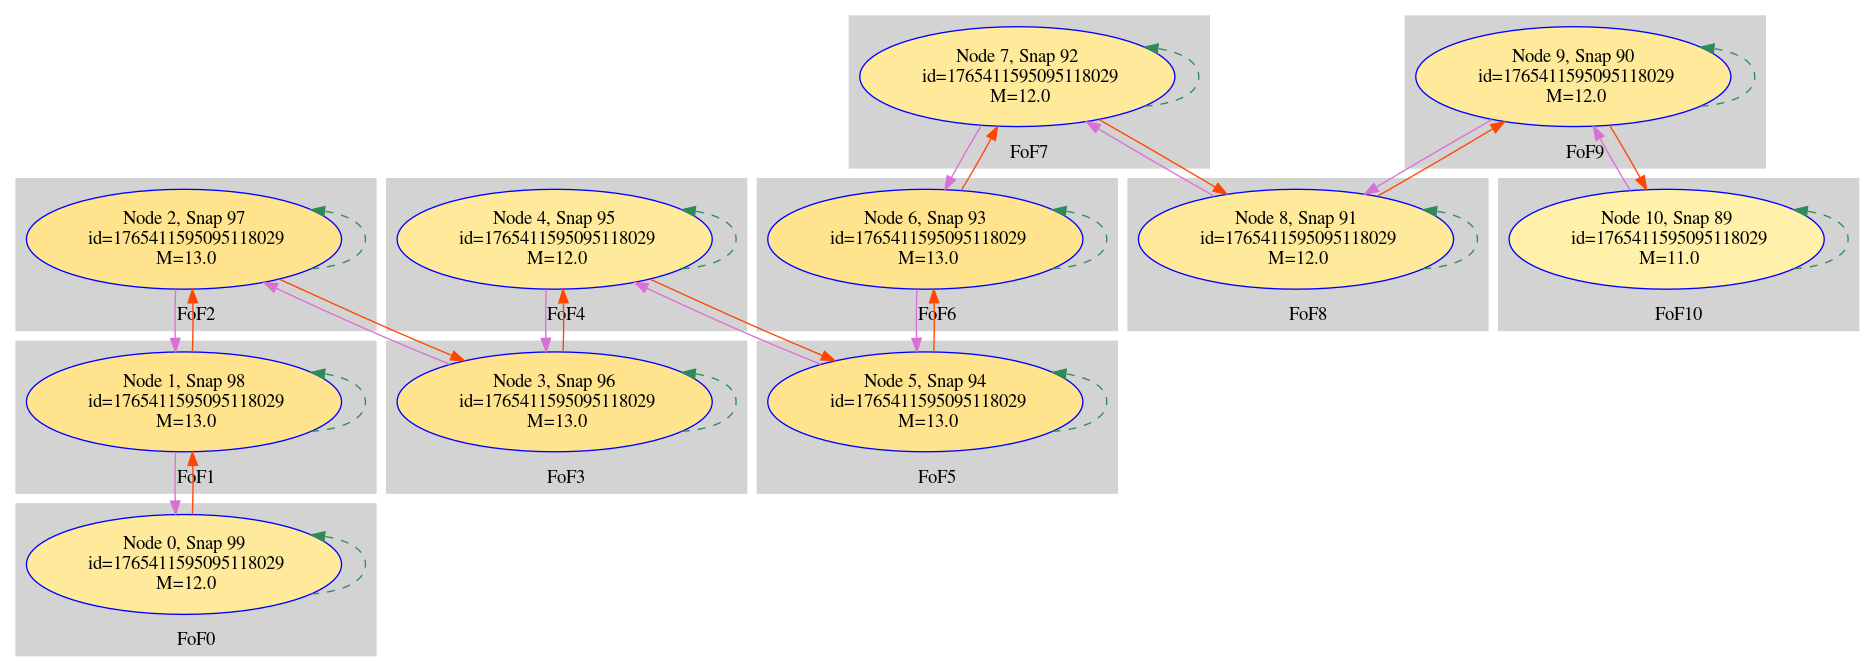 Node 7, Snap 92
id=1765411595095118029
M=12.0
FoF7
Node 9, Snap 90
id=1765411595095118029
M=12.0
FoF9
Node 2, Snap 97
id=1765411595095118029
M=13.0
FoF2
Node 4, Snap 95
id=1765411595095118029
M=12.0
FoF4
Node 6, Snap 93
id=1765411595095118029
M=13.0
FoF6
Node 8, Snap 91
id=1765411595095118029
M=12.0
FoF8
Node 10, Snap 89
id=1765411595095118029
M=11.0
FoF10
Node 1, Snap 98
id=1765411595095118029
M=13.0
FoF1
Node 3, Snap 96
id=1765411595095118029
M=13.0
FoF3
Node 5, Snap 94
id=1765411595095118029
M=13.0
FoF5
Node 0, Snap 99
id=1765411595095118029
M=12.0
FoF0